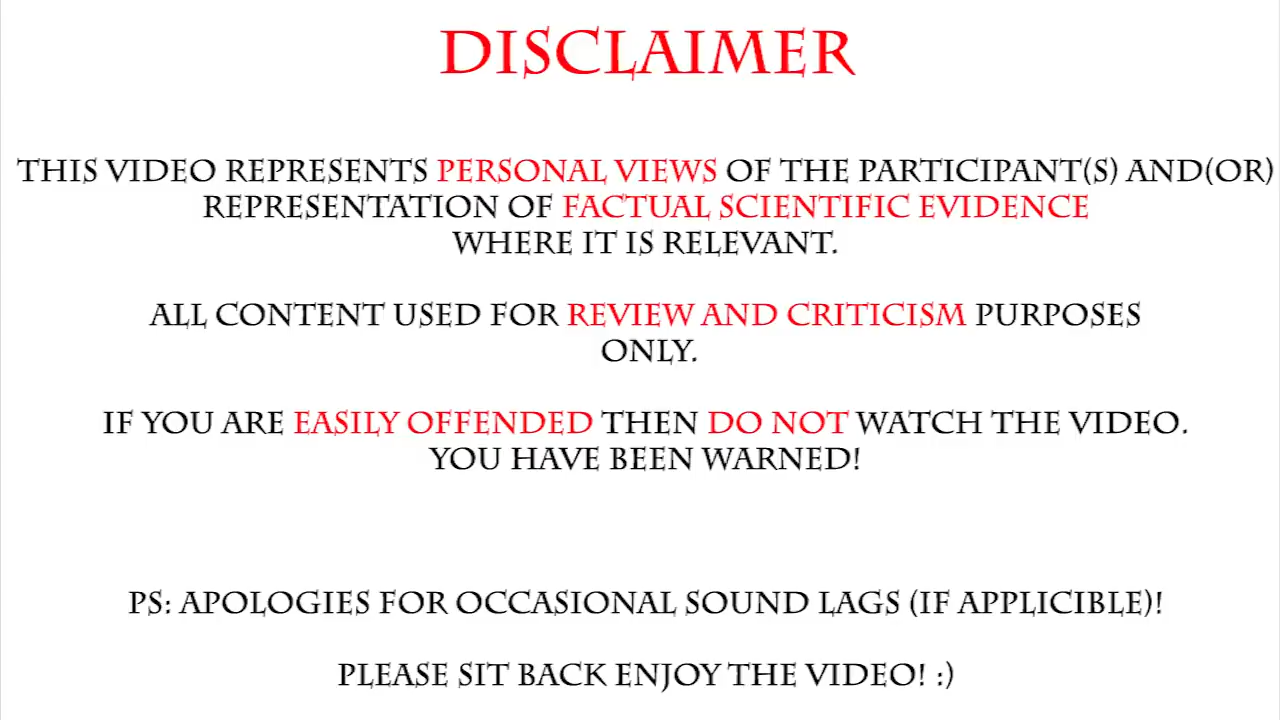 DISCLAIMER
THIS VIDEO REPRESENTS PERSONAL VIEWS OF THE PARTICIPANT(S) AND(OR)
REPRESENTATION OF FACTUAL SCIENTIFIC EVIDENCE
WHERE IT IS RELEVANT.
ALL CONTENT USED FOR REVIEW AND CRITICISM PURPOSES
ONLY.
IF YOU ARE EASILY OFFENDED THEN DO NOT WATCH THE VIDEO.
YOU HAVE BEEN WARNED!
PS: APOLOGIES FOR OCCASIONAL SOUND LAGS (IF APPLICIBLE)!
PLEASE SIT BACK ENJOY THE VIDEO! :)